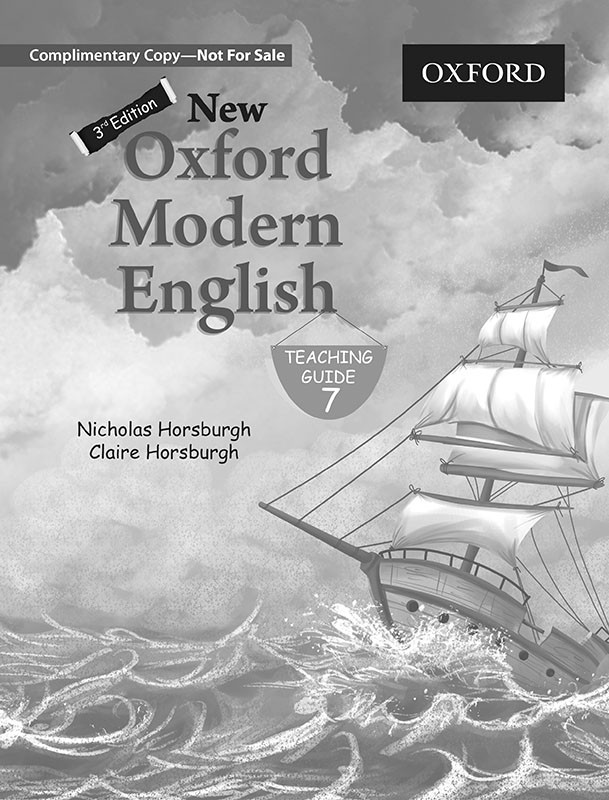 Complimentary Copy—Not For Sale
OXFORD
3rd Edition
New
Oxford
Modern
English
TEACHING
GUIDE
7
Nicholas Horsburgh
Claire Horsburgh